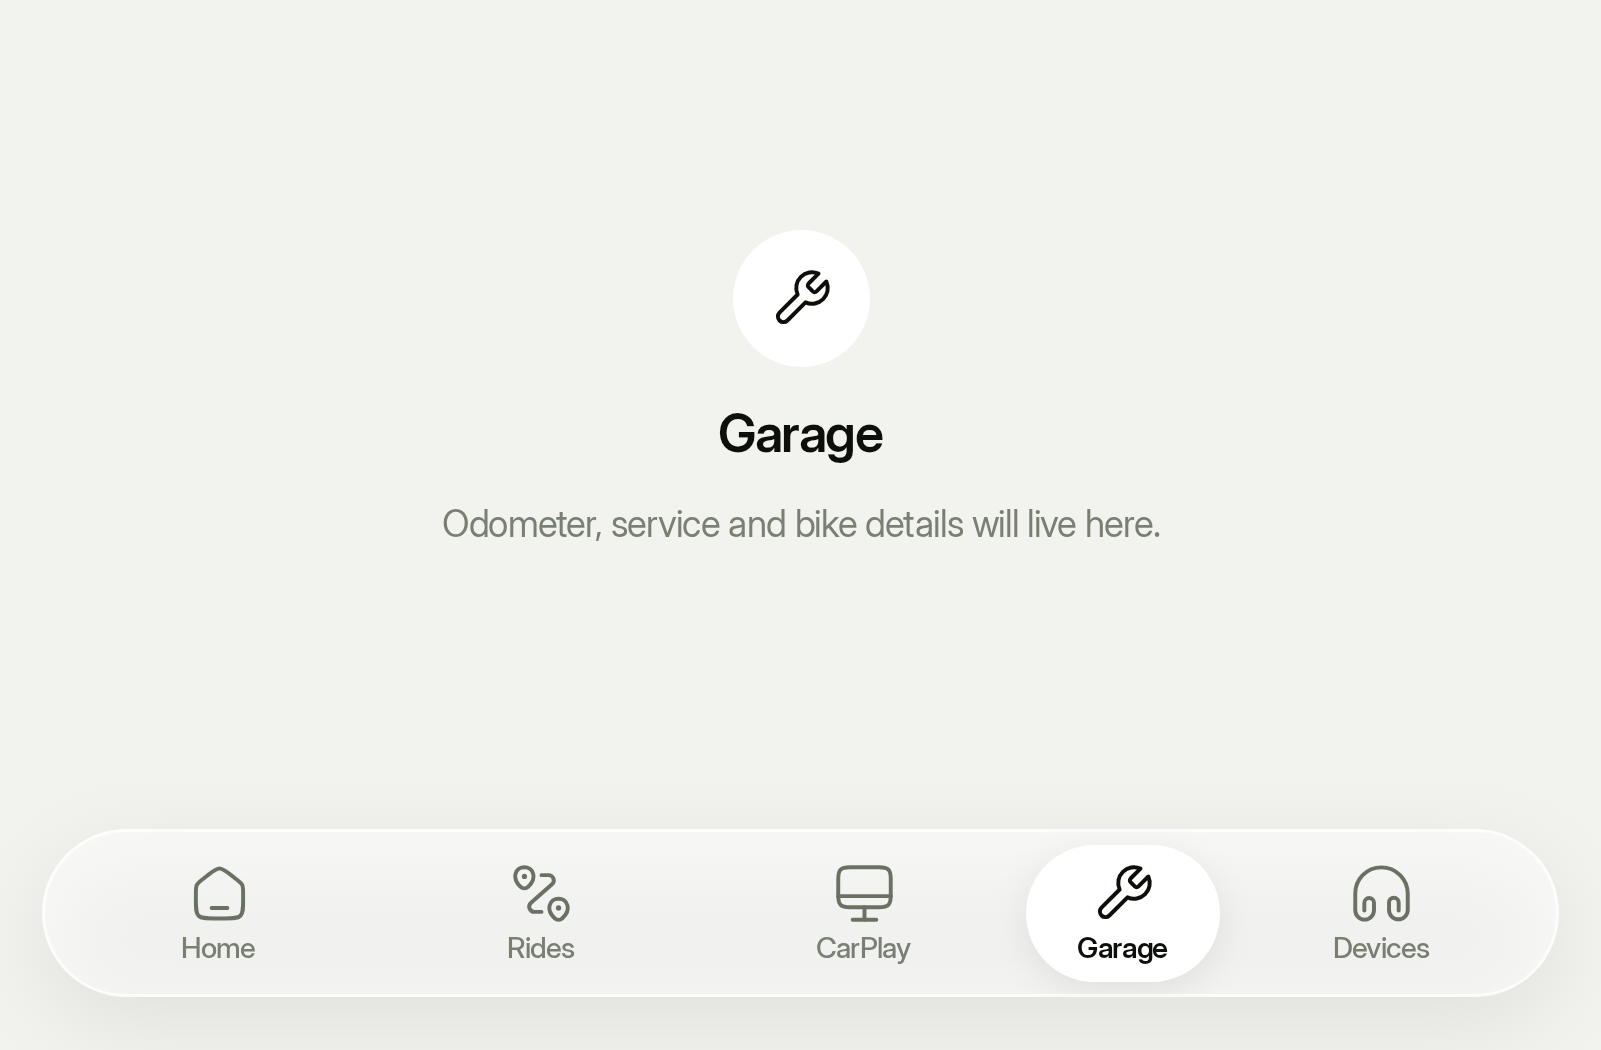 Garage
Odometer, service and bike details will live here.
Home
Rides
CarPlay
Garage
Devices